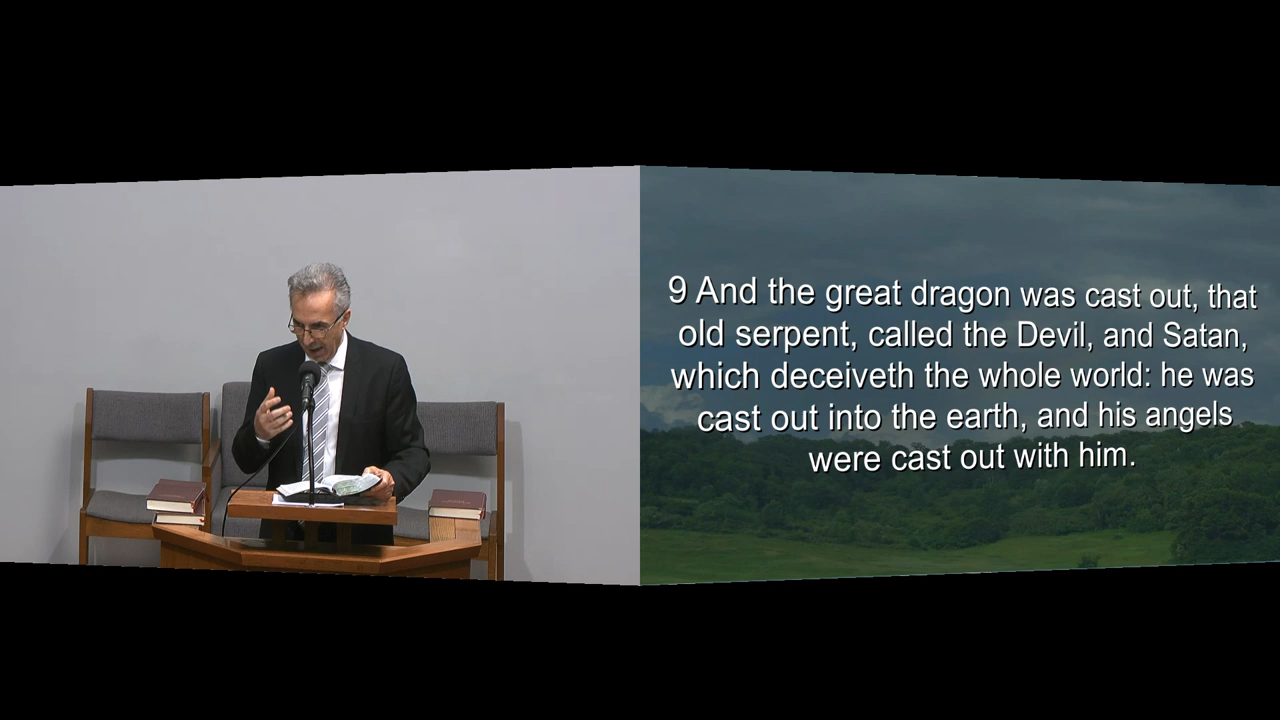 9 And the great dragon was cast out, that
old serpent, called the Devil, and Satan,
which deceiveth the whole world: he was
cast out into the earth, and his angels
were cast out with him.